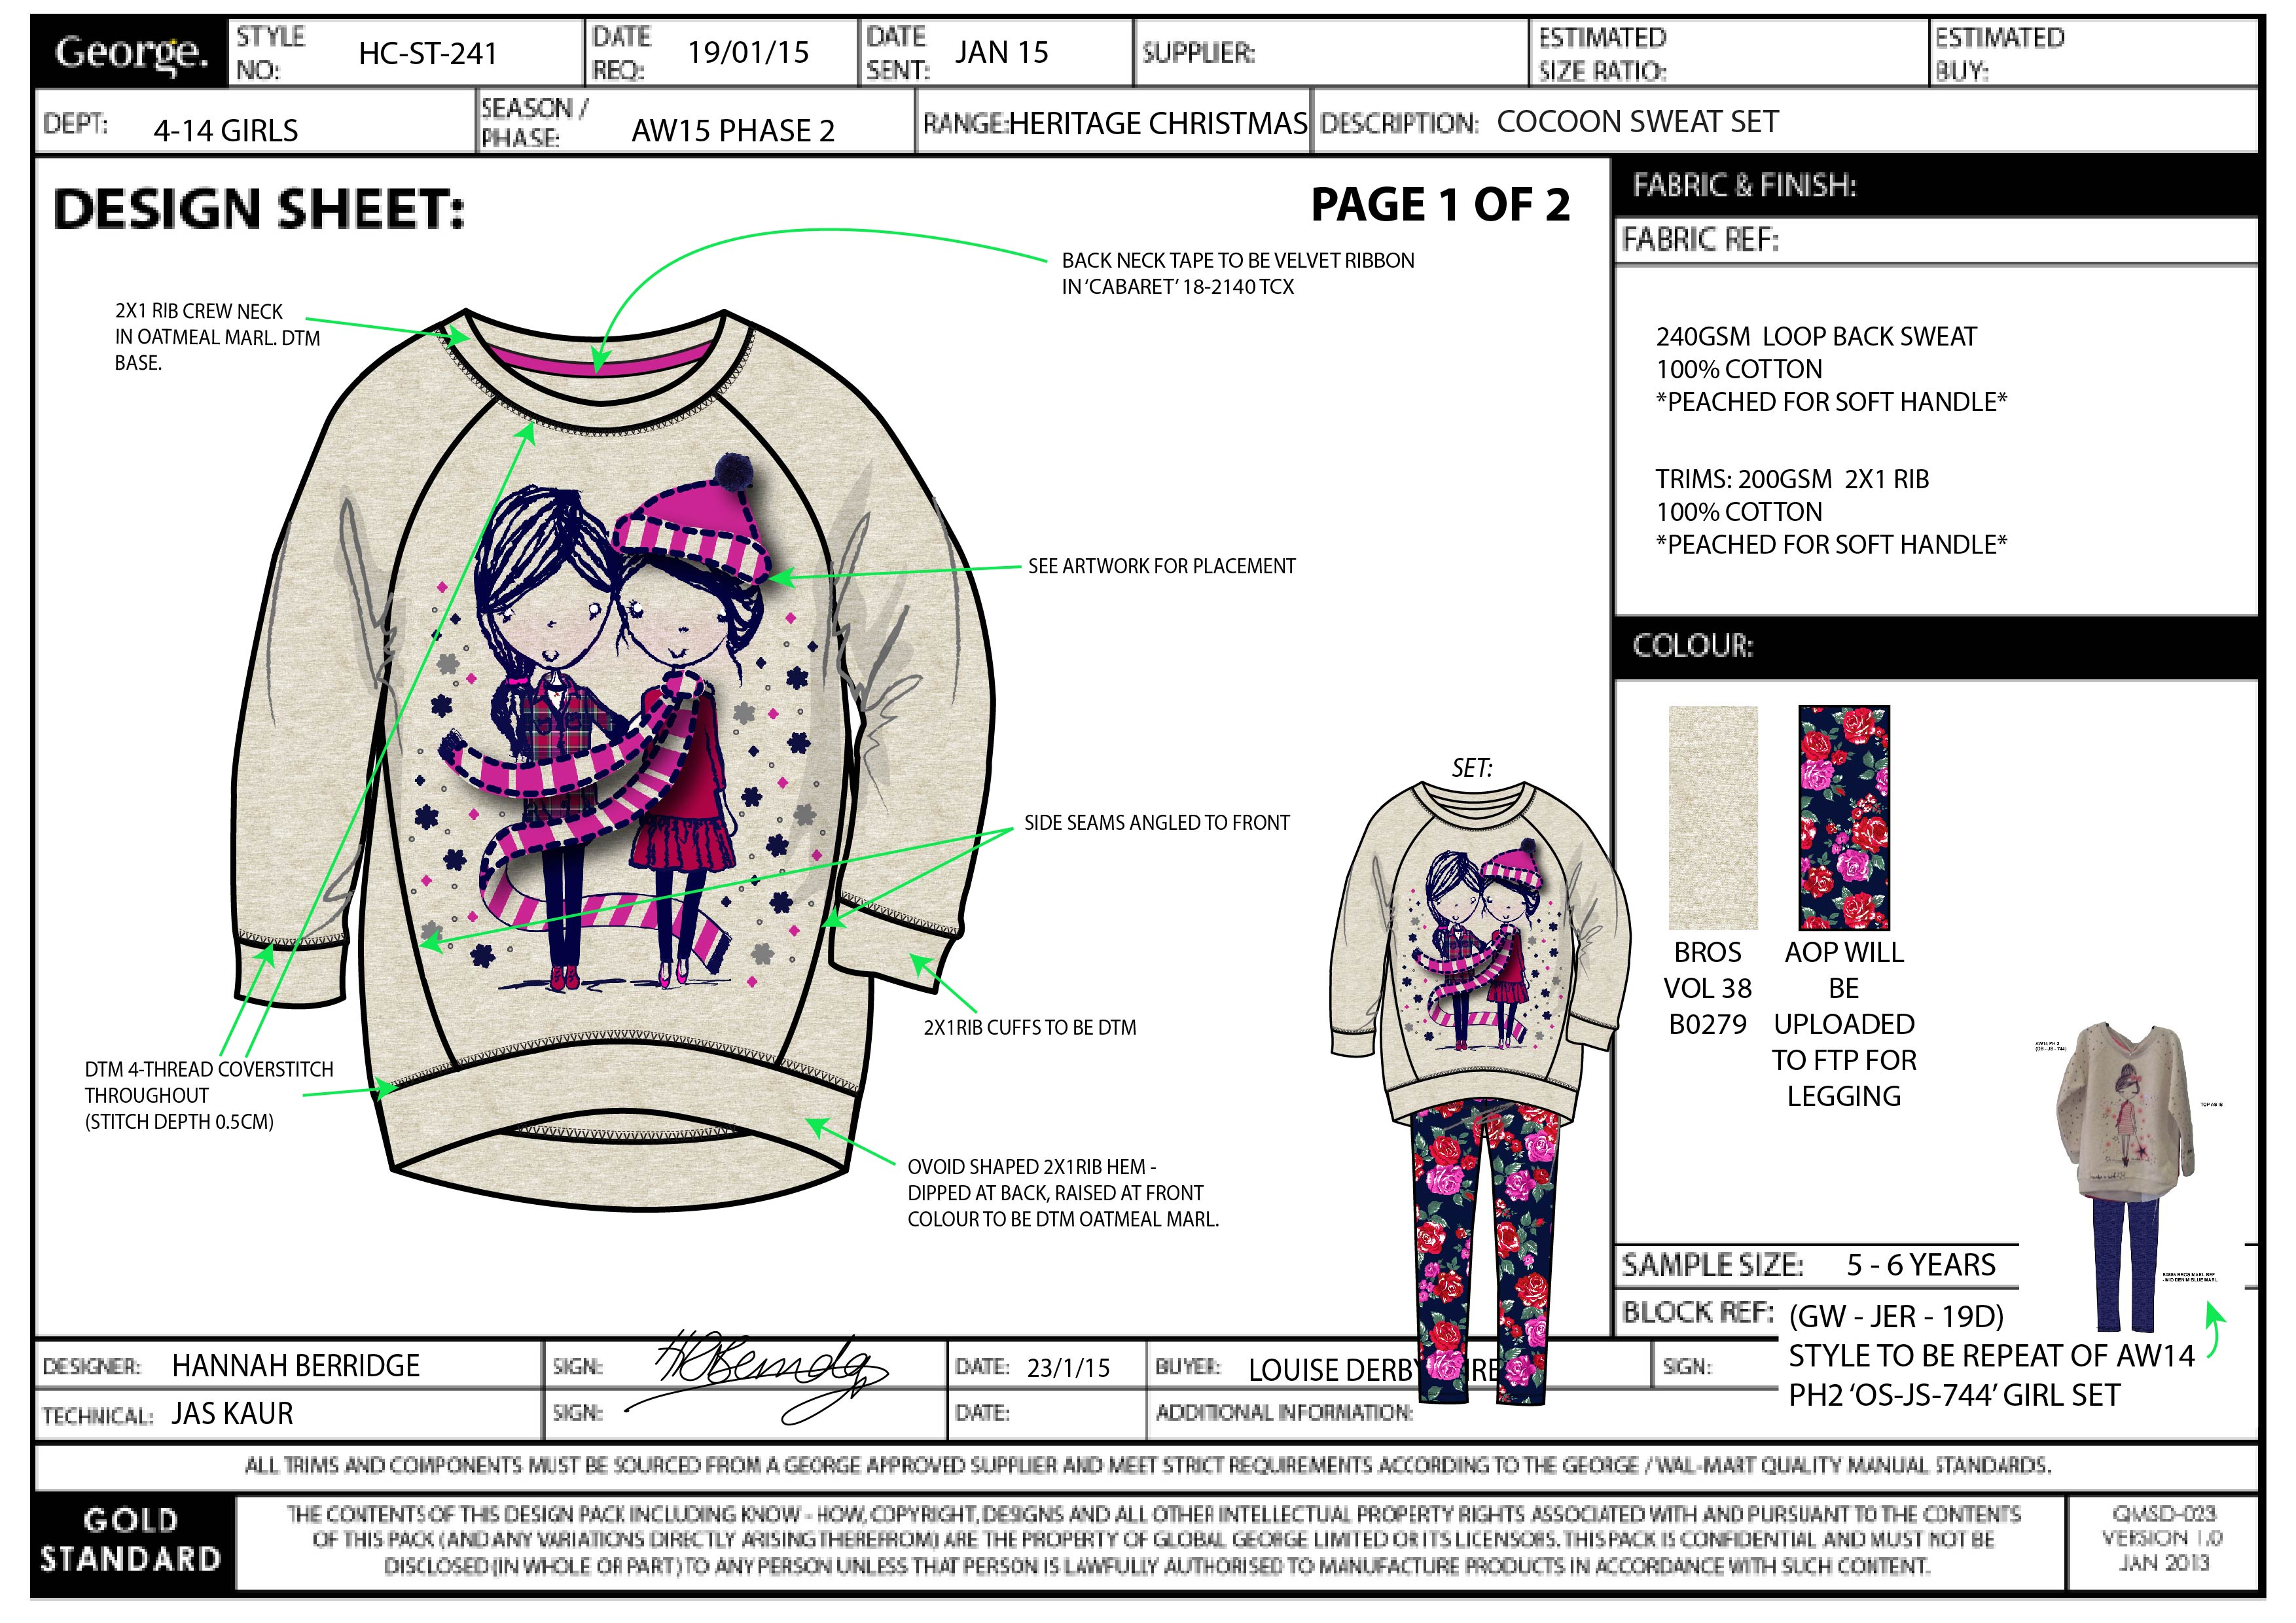 George.
STYLE NO: HC-ST-241
DATE REQ: 19/01/15
DATE SENT: JAN 15
SUPPLIER:
ESTIMATED SIZE RATIO:
ESTIMATED BUY:
DEPT: 4-14 GIRLS
SEASON / PHASE: AW15 PHASE 2
RANGE: HERITAGE CHRISTMAS
DESCRIPTION: COCOON SWEAT SET
DESIGN SHEET:
PAGE 1 OF 2
BACK NECK TAPE TO BE VELVET RIBBON
IN 'CABARET' 18-2140 TCX
2X1 RIB CREW NECK
IN OATMEAL MARL. DTM
BASE.
SEE ARTWORK FOR PLACEMENT
SIDE SEAMS ANGLED TO FRONT
2X1RIB CUFFS TO BE DTM
DTM 4-THREAD COVERSTITCH
THROUGHOUT
(STITCH DEPTH 0.5CM)
OVOID SHAPED 2X1RIB HEM -
DIPPED AT BACK, RAISED AT FRONT
COLOUR TO BE DTM OATMEAL MARL.
SET:
FABRIC & FINISH:
FABRIC REF:
240GSM LOOP BACK SWEAT
100% COTTON
*PEACHED FOR SOFT HANDLE*
TRIMS: 200GSM 2X1 RIB
100% COTTON
*PEACHED FOR SOFT HANDLE*
COLOUR:
BROS
VOL 38
B0279
AOP WILL
BE
UPLOADED
TO FTP FOR
LEGGING
TOP AS IS
SAMPLE SIZE: 5 - 6 YEARS
BLOCK REF: (GW - JER - 19D)
STYLE TO BE REPEAT OF AW14
PH2 'OS-JS-744' GIRL SET
DESIGNER: HANNAH BERRIDGE
SIGN:
DATE: 23/1/15
BUYER: LOUISE
SIGN:
TECHNICAL: JAS KAUR
SIGN:
DATE:
ADDITIONAL INFORMATION:
ALL TRIMS AND COMPONENTS MUST BE SOURCED FROM A GEORGE APPROVED SUPPLIER AND MEET STRICT REQUIREMENTS ACCORDING TO THE GEORGE / WAL-MART QUALITY MANUAL STANDARDS.
GOLD
STANDARD
THE CONTENTS OF THIS DESIGN PACK INCLUDING KNOW - HOW, COPYRIGHT, DESIGNS AND ALL OTHER INTELLECTUAL PROPERTY RIGHTS ASSOCIATED WITH AND PURSUANT TO THE CONTENTS
OF THIS PACK (AND ANY VARIATIONS DIRECTLY ARISING THEREFROM) ARE THE PROPERTY OF GLOBAL GEORGE LIMITED OR ITS LICENSORS. THIS PACK IS CONFIDENTIAL AND MUST NOT BE
DISCLOSED (IN WHOLE OR PART) TO ANY PERSON UNLESS THAT PERSON IS LAWFULLY AUTHORISED TO MANUFACTURE PRODUCTS IN ACCORDANCE WITH SUCH CONTENT.
QMSD-023
VERSION 1.0
JAN 2013